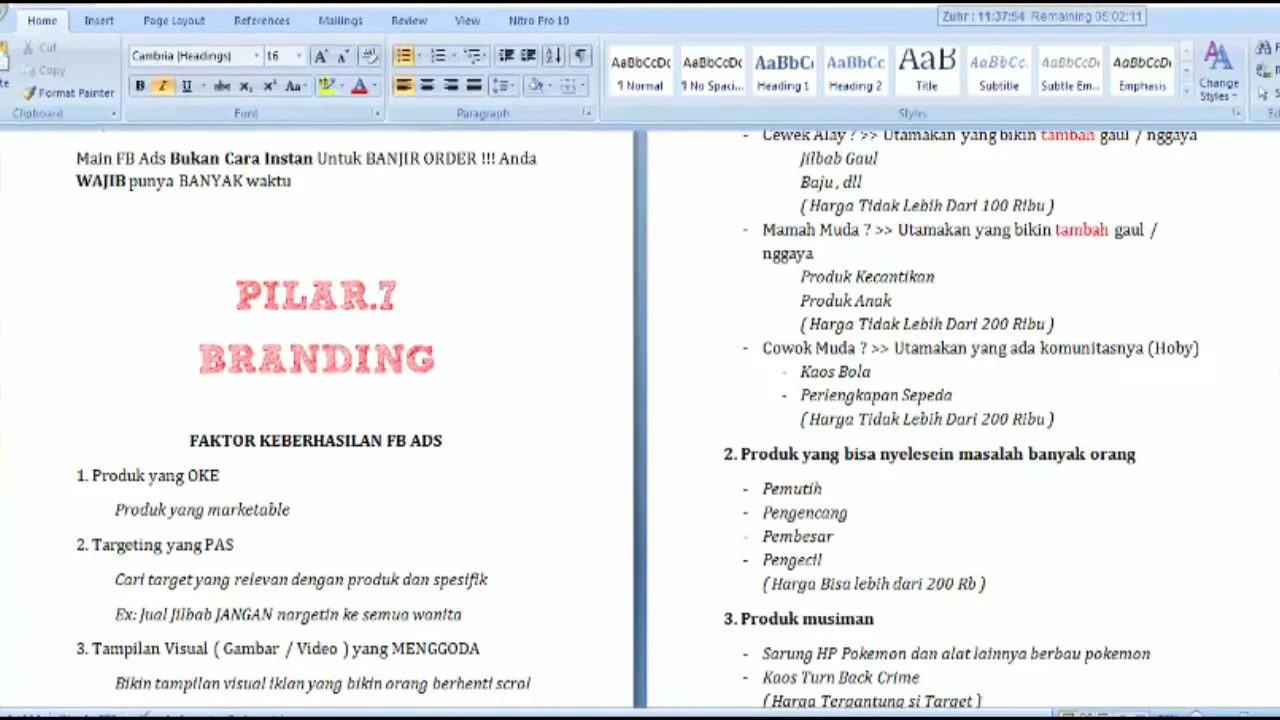 Home Insert Page Layout References Mailings Review View Nitro Pro 10
Zuhr : 11:37:54 Remaining 05:02:11
Cut
Copy
Format Painter
Clipboard
Cambria (Headings) 16
Font
Paragraph
AaBbCcDc AaBbCcDc AaBbC AaBbCc AaB AaBbCc. AaBbCcDc AaBbCcDc
¶ Normal ¶ No Spaci... Heading 1 Heading 2 Title Subtitle Subtle Em... Emphasis
Change Styles
Styles
Main FB Ads Bukan Cara Instan Untuk BANJIR ORDER !!! Anda
WAJIB punya BANYAK waktu
PILAR.7
BRANDING
FAKTOR KEBERHASILAN FB ADS
1. Produk yang OKE
Produk yang marketable
2. Targeting yang PAS
Cari target yang relevan dengan produk dan spesifik
Ex: Jual Jilbab JANGAN nargetin ke semua wanita
3. Tampilan Visual ( Gambar / Video ) yang MENGGODA
Bikin tampilan visual iklan yang bikin orang berhenti scrol
- Cewek Alay ? >> Utamakan yang bikin tambah gaul / nggaya
Jilbab Gaul
Baju , dll
( Harga Tidak Lebih Dari 100 Ribu )
- Mamah Muda ? >> Utamakan yang bikin tambah gaul /
nggaya
Produk Kecantikan
Produk Anak
( Harga Tidak Lebih Dari 200 Ribu )
- Cowok Muda ? >> Utamakan yang ada komunitasnya (Hoby)
- Kaos Bola
- Perlengkapan Sepeda
( Harga Tidak Lebih Dari 200 Ribu )
2. Produk yang bisa nyelesein masalah banyak orang
- Pemutih
- Pengencang
- Pembesar
- Pengecil
( Harga Bisa lebih dari 200 Rb )
3. Produk musiman
- Sarung HP Pokemon dan alat lainnya berbau pokemon
- Kaos Turn Back Crime
( Harga Tergantung si Target )